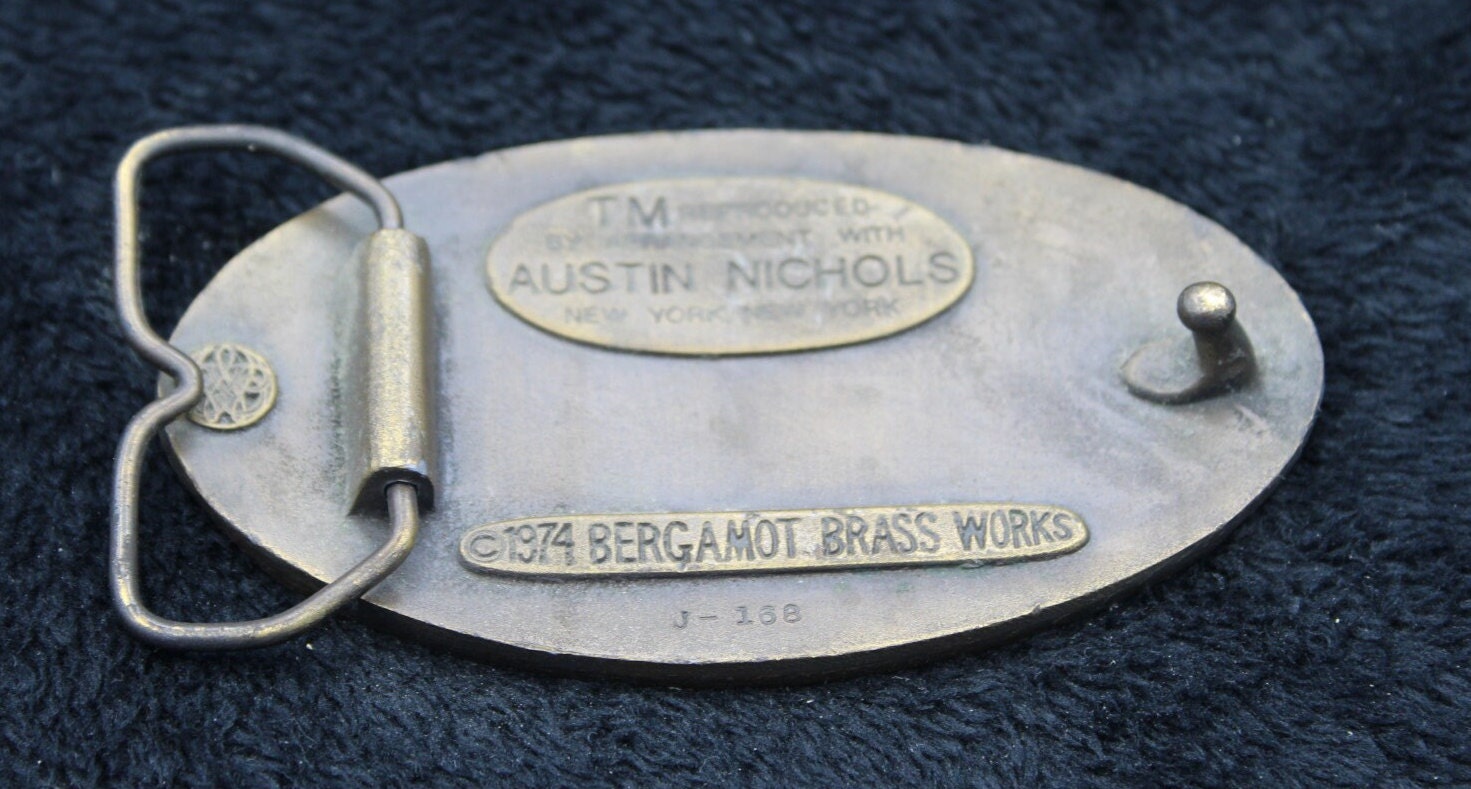 TM REPRODUCED
BY ARRANGEMENT WITH
AUSTIN NICHOLS
NEW YORK, NEW YORK
©1974 BERGAMOT BRASS WORKS
J-168